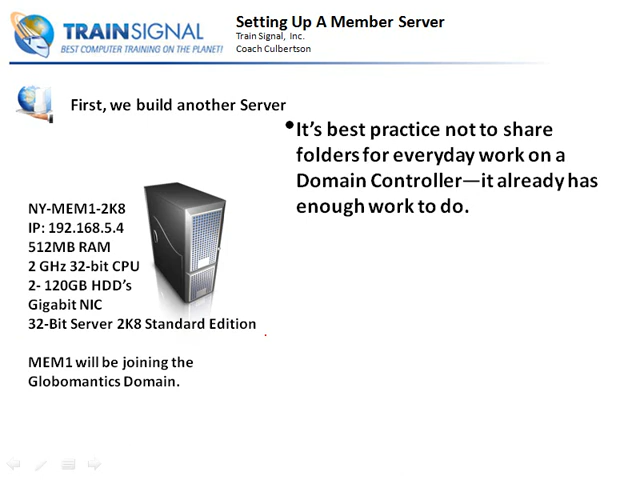 TRAINSIGNAL
BEST COMPUTER TRAINING ON THE PLANET!
Setting Up A Member Server
Train Signal, Inc.
Coach Culbertson
First, we build another Server
•It's best practice not to share
folders for everyday work on a
Domain Controller—it already has
enough work to do.
NY-MEM1-2K8
IP: 192.168.5.4
512MB RAM
2 GHz 32-bit CPU
2- 120GB HDD's
Gigabit NIC
32-Bit Server 2K8 Standard Edition
MEM1 will be joining the
Globomantics Domain.